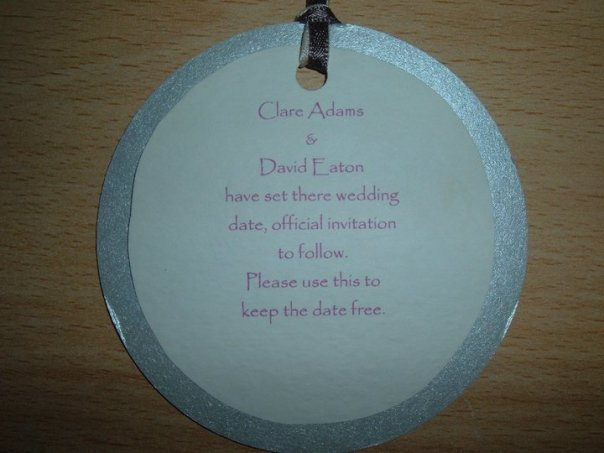 Clare Adams
&
David Eaton
have set there wedding
date, official invitation
to follow.
Please use this to
keep the date free.